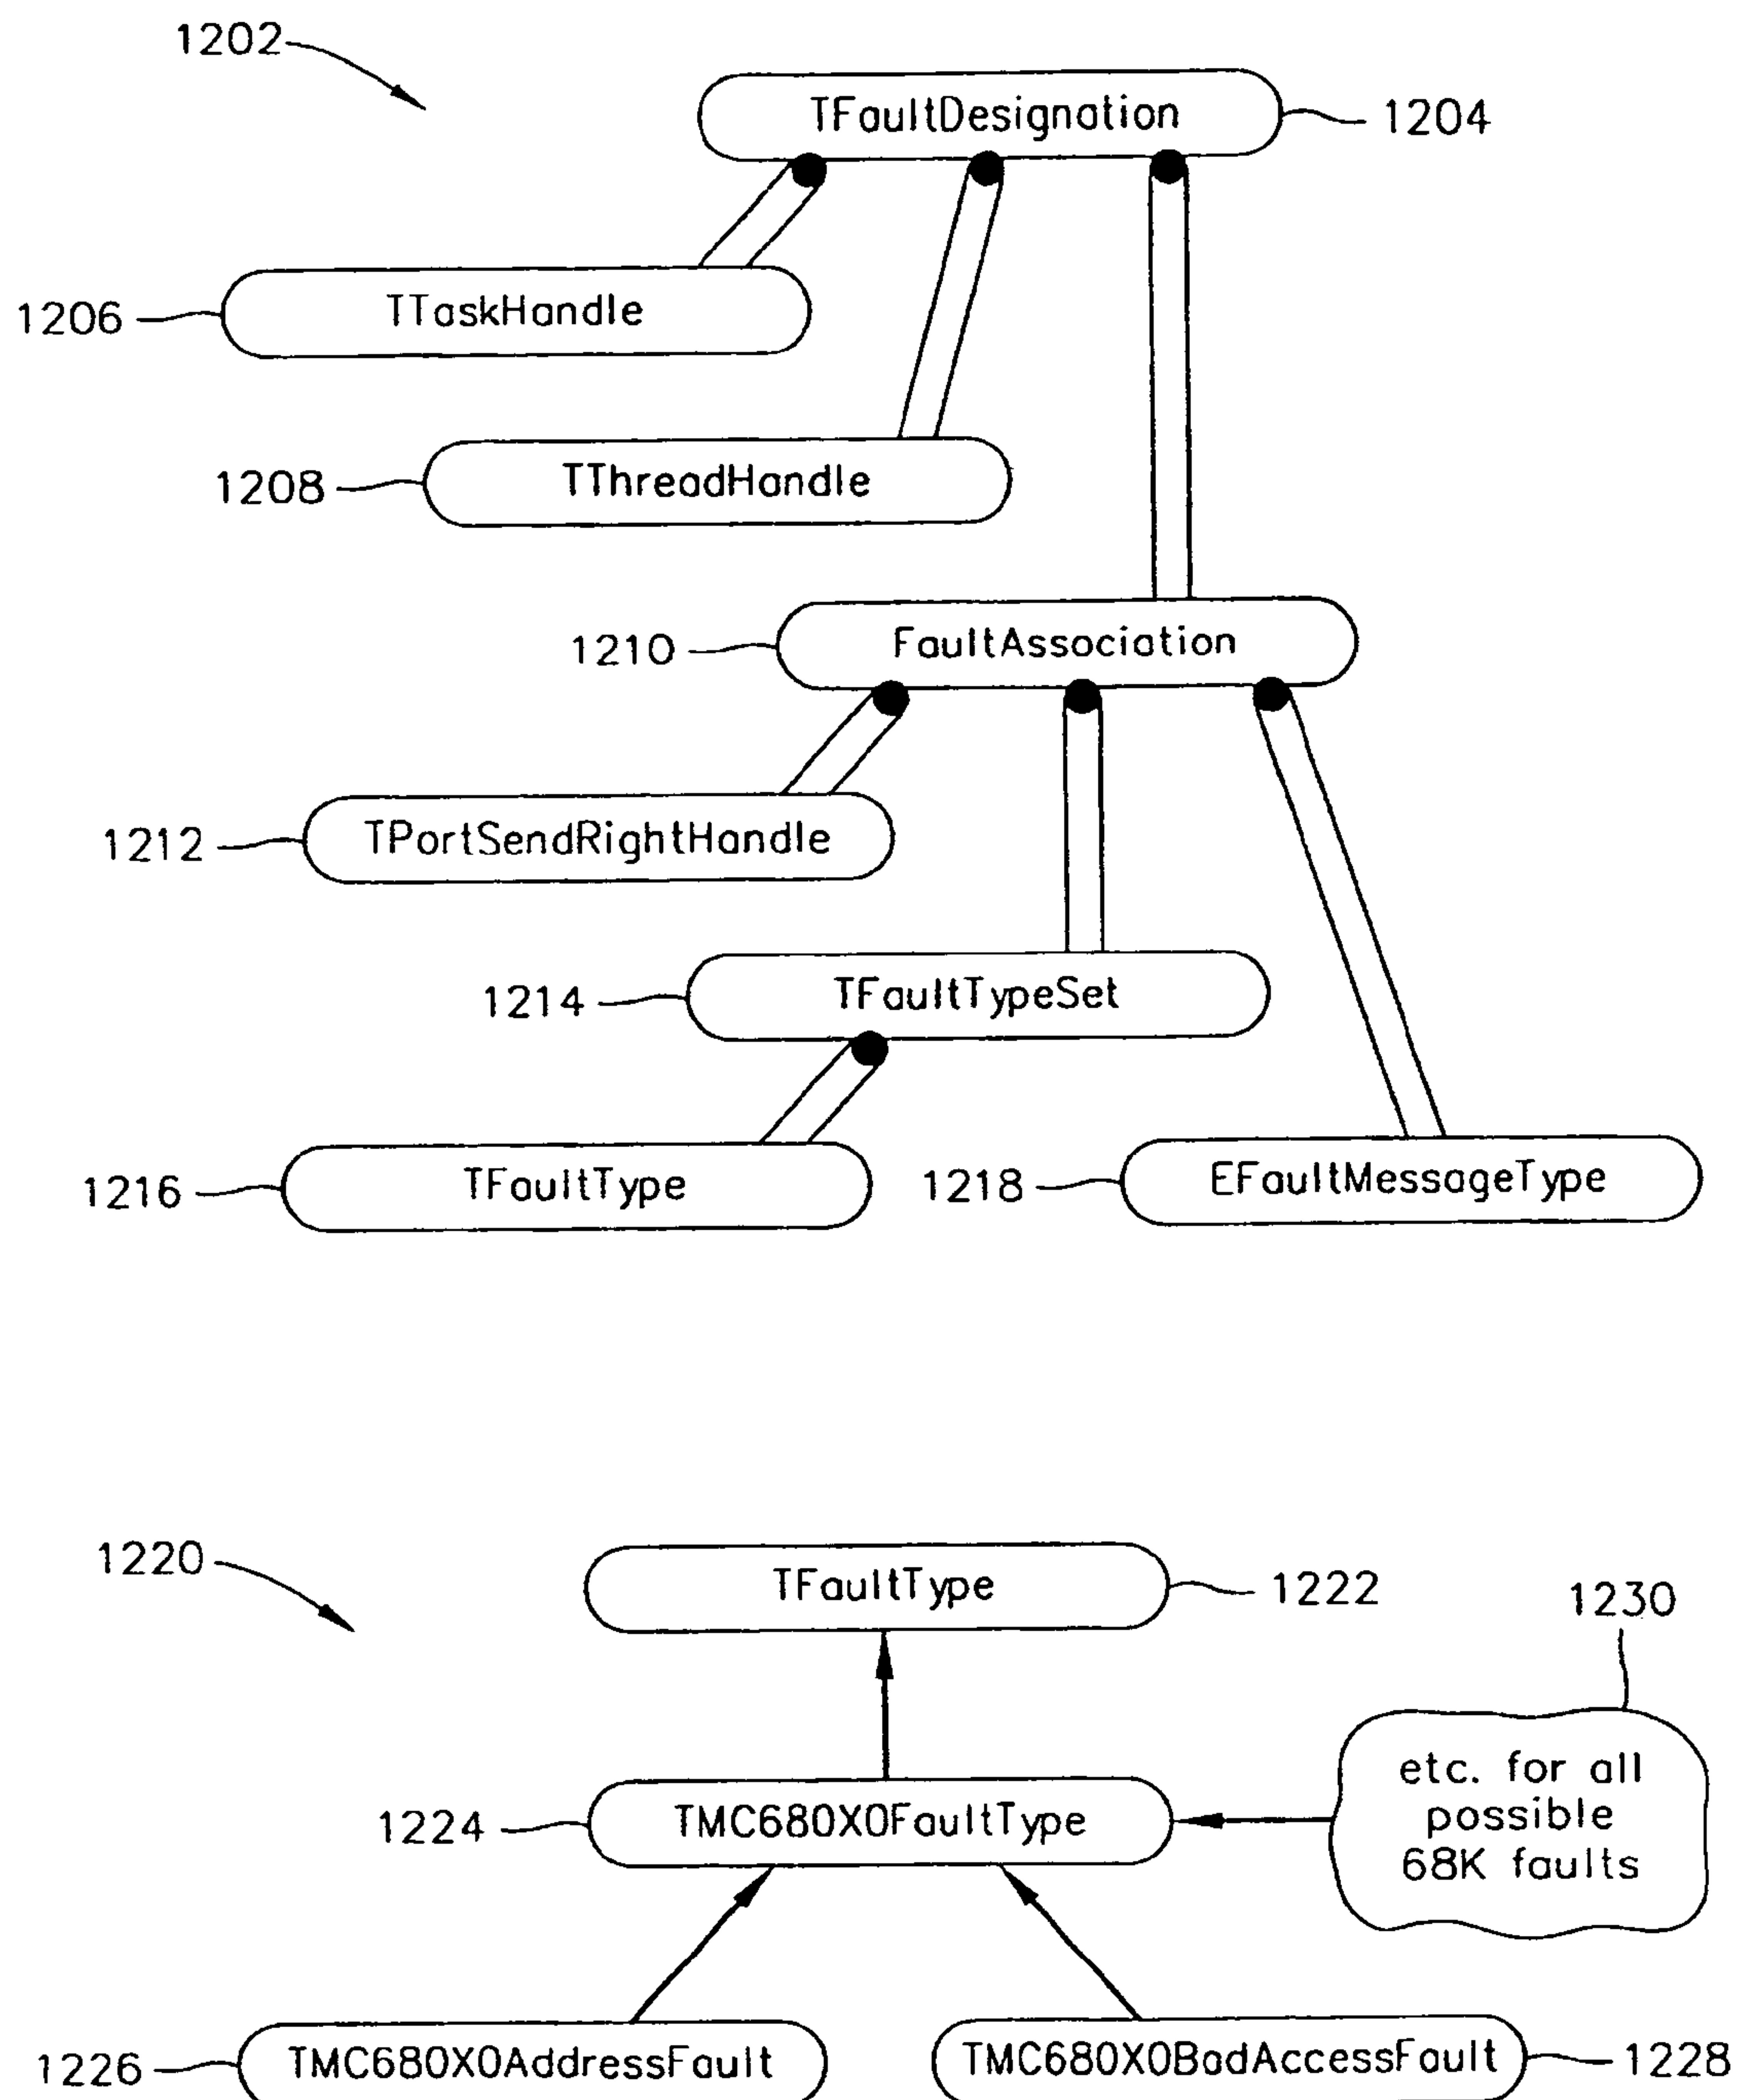 1202
TFaultDesignation
1204
TTaskHandle
1206
TThreadHandle
1208
FaultAssociation
1210
TPortSendRightHandle
1212
TFaultTypeSet
1214
TFaultType
1216
EFaultMessageType
1218
1220
TFaultType
1222
1230
etc. for all
possible
68K faults
TMC680X0FaultType
1224
TMC680X0AddressFault
1226
TMC680X0BadAccessFault
1228